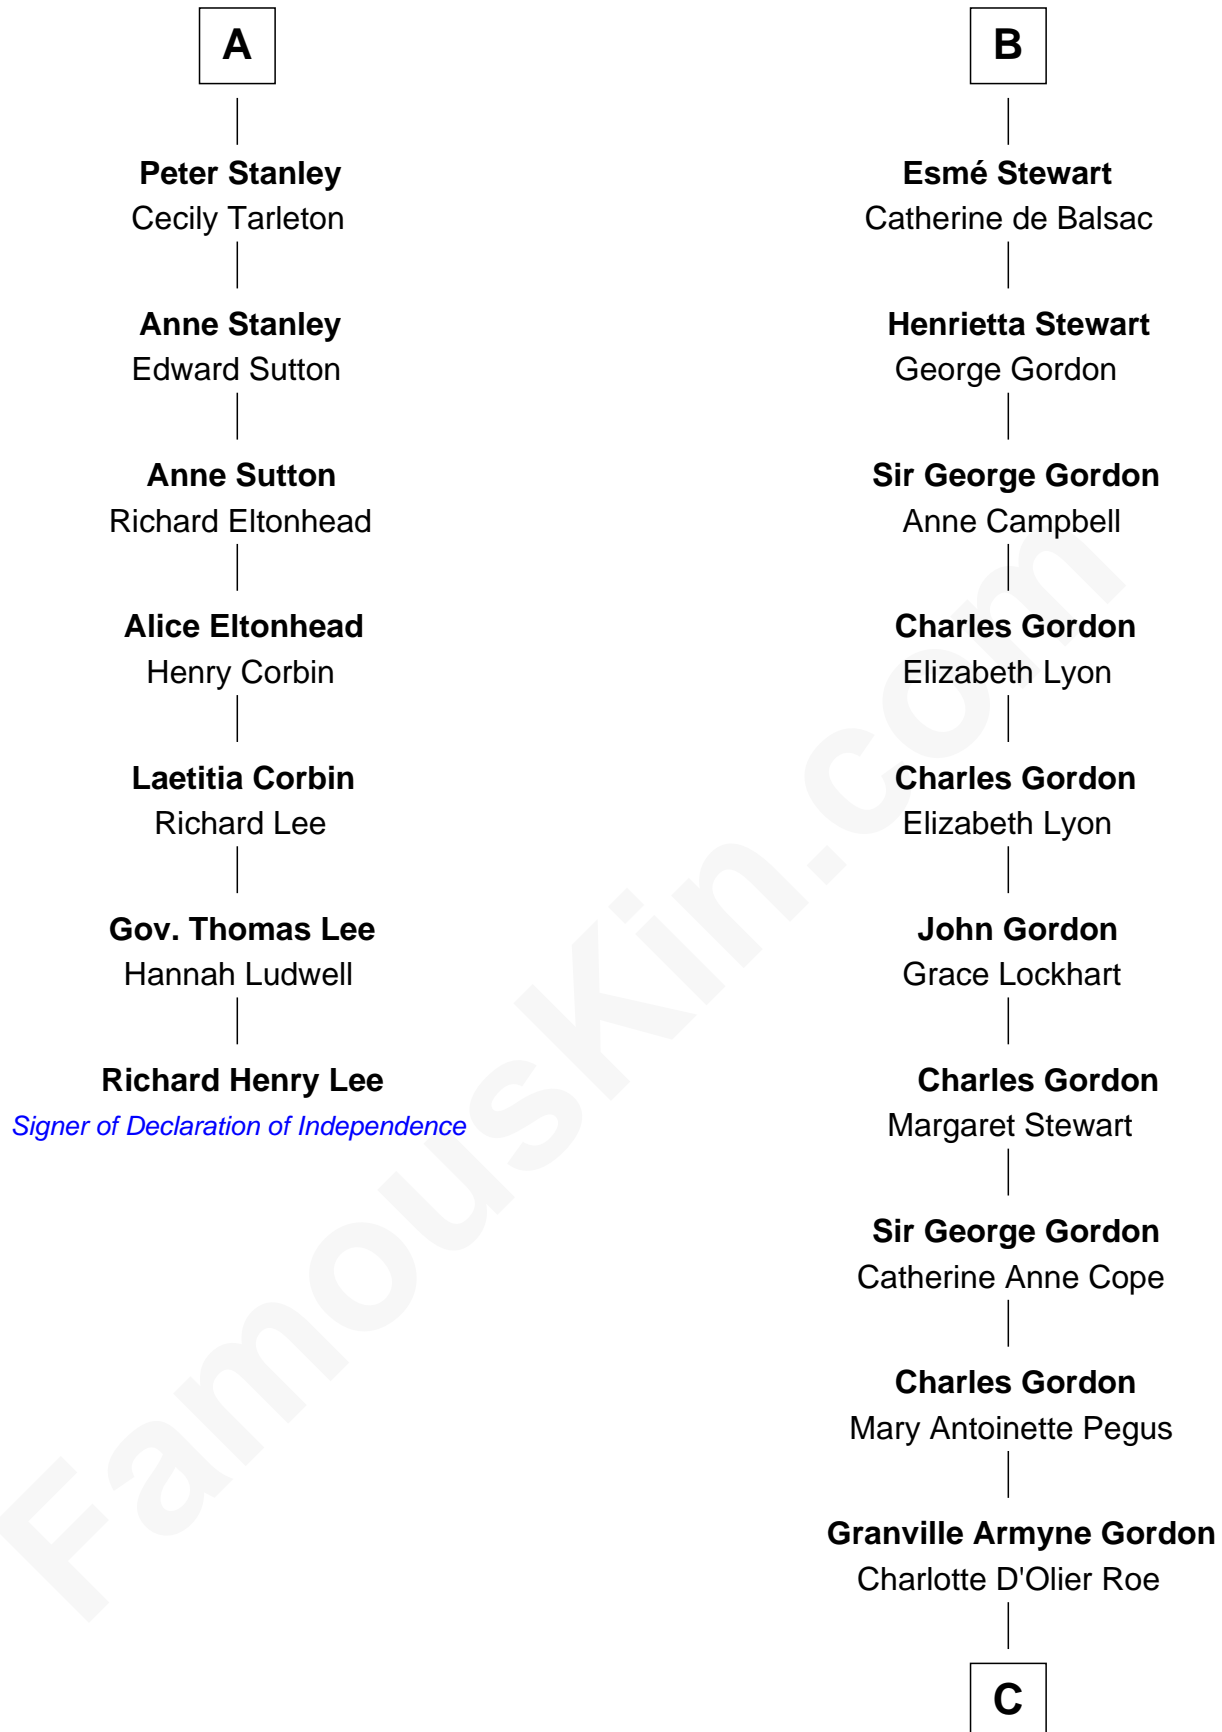 A
Peter Stanley
Cecily Tarleton
Anne Stanley
Edward Sutton
Anne Sutton
Richard Eltonhead
Alice Eltonhead
Henry Corbin
Laetitia Corbin
Richard Lee
Gov. Thomas Lee
Hannah Ludwell
Richard Henry Lee
Signer of Declaration of Independence
B
Esmé Stewart
Catherine de Balsac
Henrietta Stewart
George Gordon
Sir George Gordon
Anne Campbell
Charles Gordon
Elizabeth Lyon
Charles Gordon
Elizabeth Lyon
John Gordon
Grace Lockhart
Charles Gordon
Margaret Stewart
Sir George Gordon
Catherine Anne Cope
Charles Gordon
Mary Antoinette Pegus
Granville Armyne Gordon
Charlotte D'Olier Roe
C
FamousKin.com